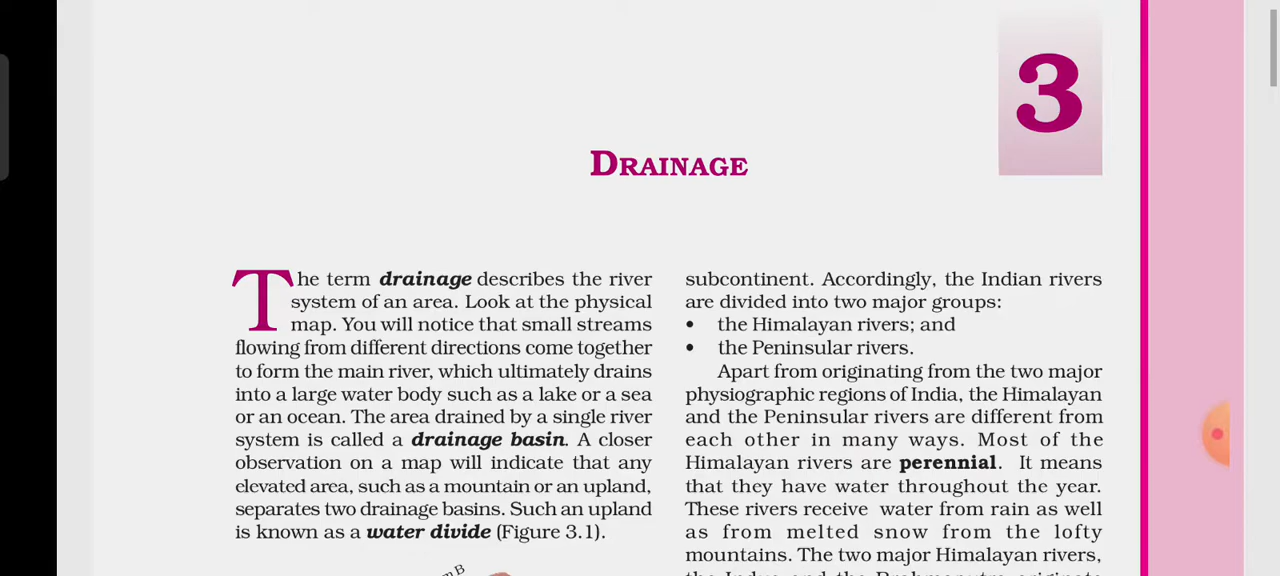 3
DRAINAGE
The term drainage describes the river
system of an area. Look at the physical
map. You will notice that small streams
flowing from different directions come together
to form the main river, which ultimately drains
into a large water body such as a lake or a sea
or an ocean. The area drained by a single river
system is called a drainage basin. A closer
observation on a map will indicate that any
elevated area, such as a mountain or an upland,
separates two drainage basins. Such an upland
is known as a water divide (Figure 3.1).
m B
subcontinent. Accordingly, the Indian rivers
are divided into two major groups:
• the Himalayan rivers; and
• the Peninsular rivers.
Apart from originating from the two major
physiographic regions of India, the Himalayan
and the Peninsular rivers are different from
each other in many ways. Most of the
Himalayan rivers are perennial. It means
that they have water throughout the year.
These rivers receive water from rain as well
as from melted snow from the lofty
mountains. The two major Himalayan rivers,
the Indus and the Brahmaputra originate